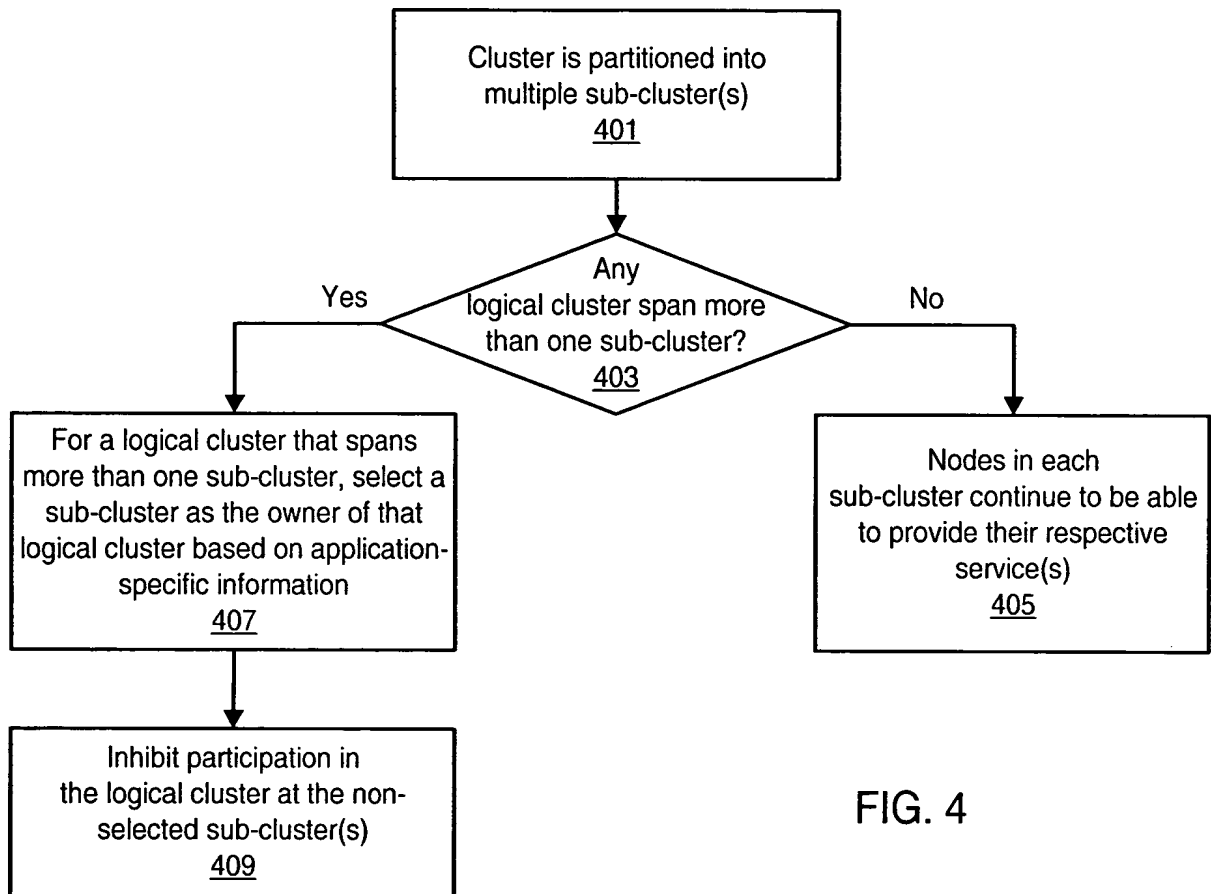 Cluster is partitioned into
multiple sub-cluster(s)
401
Any
logical cluster span more
than one sub-cluster?
403
Yes
No
For a logical cluster that spans
more than one sub-cluster, select a
sub-cluster as the owner of that
logical cluster based on application-
specific information
407
Nodes in each
sub-cluster continue to be able
to provide their respective
service(s)
405
Inhibit participation in
the logical cluster at the non-
selected sub-cluster(s)
409
FIG. 4